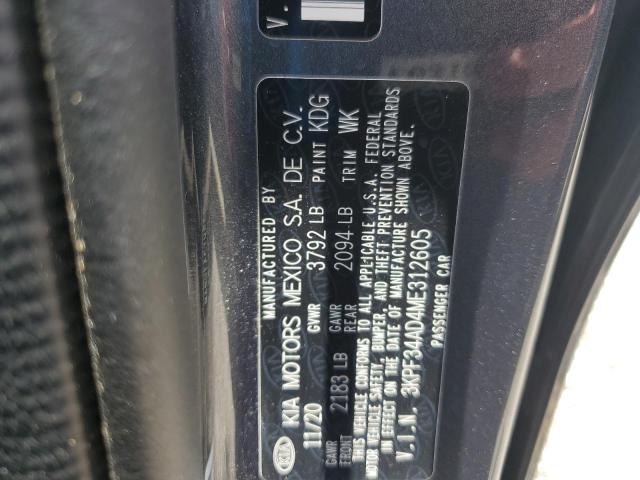 V.
MANUFACTURED BY
KIA KIA MOTORS MEXICO S.A. DE C.V.
11/20 GVWR 3792 LB PAINT KDG
GAWR FRONT 2183 LB GAWR REAR 2094 LB TRIM WK
THIS VEHICLE CONFORMS TO ALL APPLICABLE U.S.A. FEDERAL
MOTOR VEHICLE SAFETY, BUMPER, AND THEFT PREVENTION STANDARDS
IN EFFECT ON THE DATE OF MANUFACTURE SHOWN ABOVE.
V.I.N. 3KPF34AD4ME312605
PASSENGER CAR